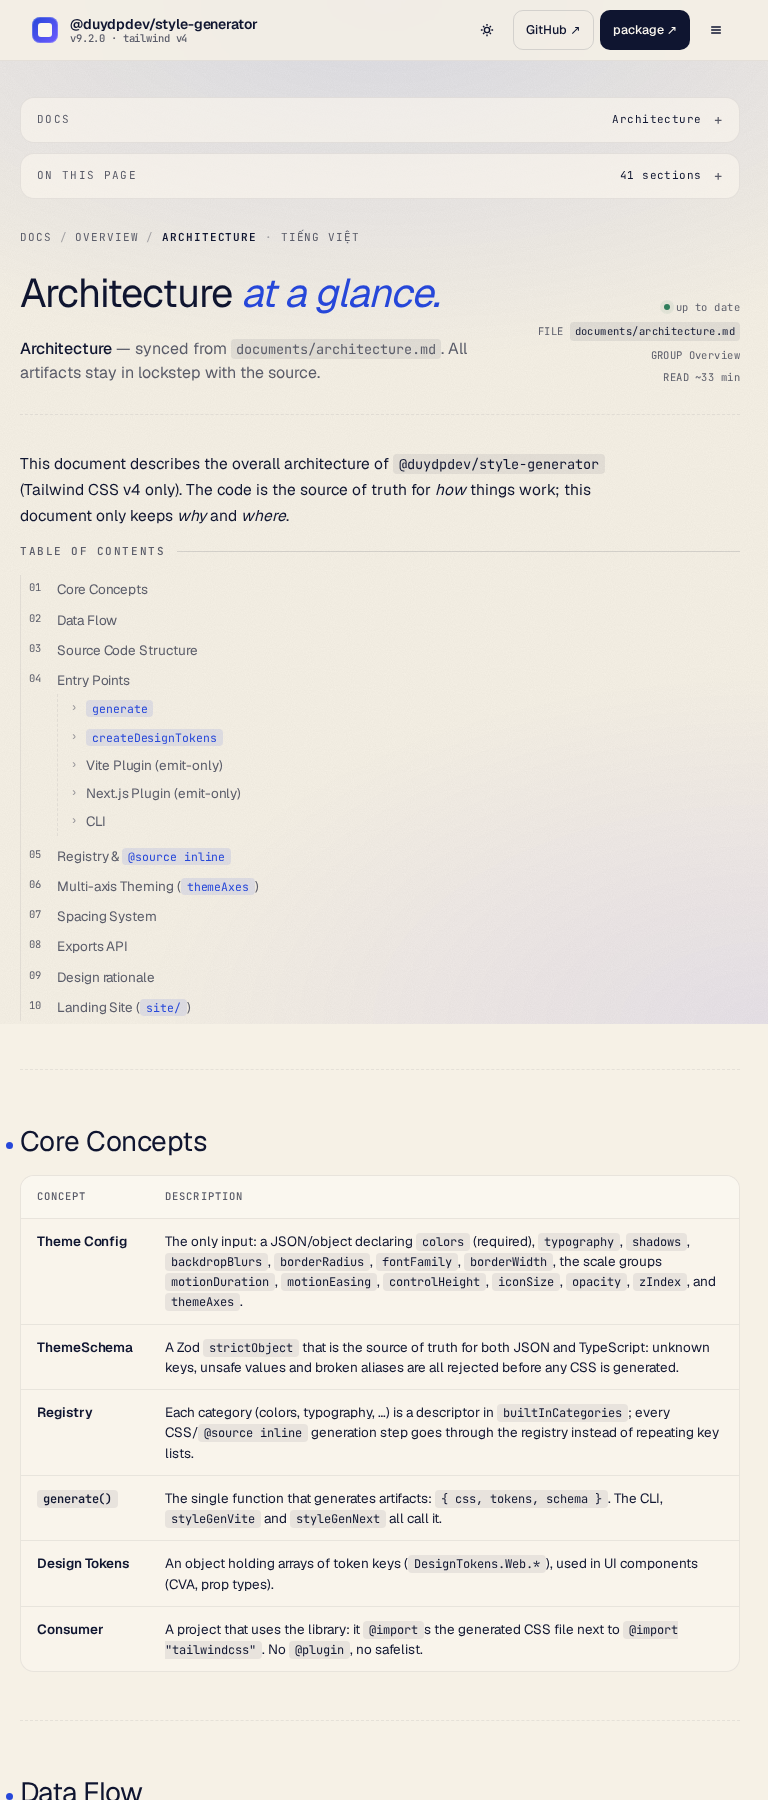 @duydpdev/style-generator
v9.2.0 · tailwind v4
GitHub ↗
package ↗
DOCS
Architecture +
ON THIS PAGE
41 sections +
DOCS / OVERVIEW / ARCHITECTURE · TIẾNG VIỆT
Architecture at a glance.
Architecture — synced from documents/architecture.md. All
artifacts stay in lockstep with the source.
up to date
FILE documents/architecture.md
GROUP Overview
READ ~33 min
This document describes the overall architecture of @duydpdev/style-generator
(Tailwind CSS v4 only). The code is the source of truth for how things work; this
document only keeps why and where.
TABLE OF CONTENTS
01 Core Concepts
02 Data Flow
03 Source Code Structure
04 Entry Points
› generate
› createDesignTokens
› Vite Plugin (emit-only)
› Next.js Plugin (emit-only)
› CLI
05 Registry & @source inline
06 Multi-axis Theming (themeAxes)
07 Spacing System
08 Exports API
09 Design rationale
10 Landing Site (site/)
Core Concepts
CONCEPT DESCRIPTION
Theme Config The only input: a JSON/object declaring colors (required), typography, shadows,
backdropBlurs, borderRadius, fontFamily, borderWidth, the scale groups
motionDuration, motionEasing, controlHeight, iconSize, opacity, zIndex, and
themeAxes.
ThemeSchema A Zod strictObject that is the source of truth for both JSON and TypeScript: unknown
keys, unsafe values and broken aliases are all rejected before any CSS is generated.
Registry Each category (colors, typography, …) is a descriptor in builtInCategories; every
CSS/@source inline generation step goes through the registry instead of repeating key
lists.
generate() The single function that generates artifacts: { css, tokens, schema }. The CLI,
styleGenVite and styleGenNext all call it.
Design Tokens An object holding arrays of token keys (DesignTokens.Web.*), used in UI components
(CVA, prop types).
Consumer A project that uses the library: it @imports the generated CSS file next to @import
"tailwindcss". No @plugin, no safelist.
Data Flow